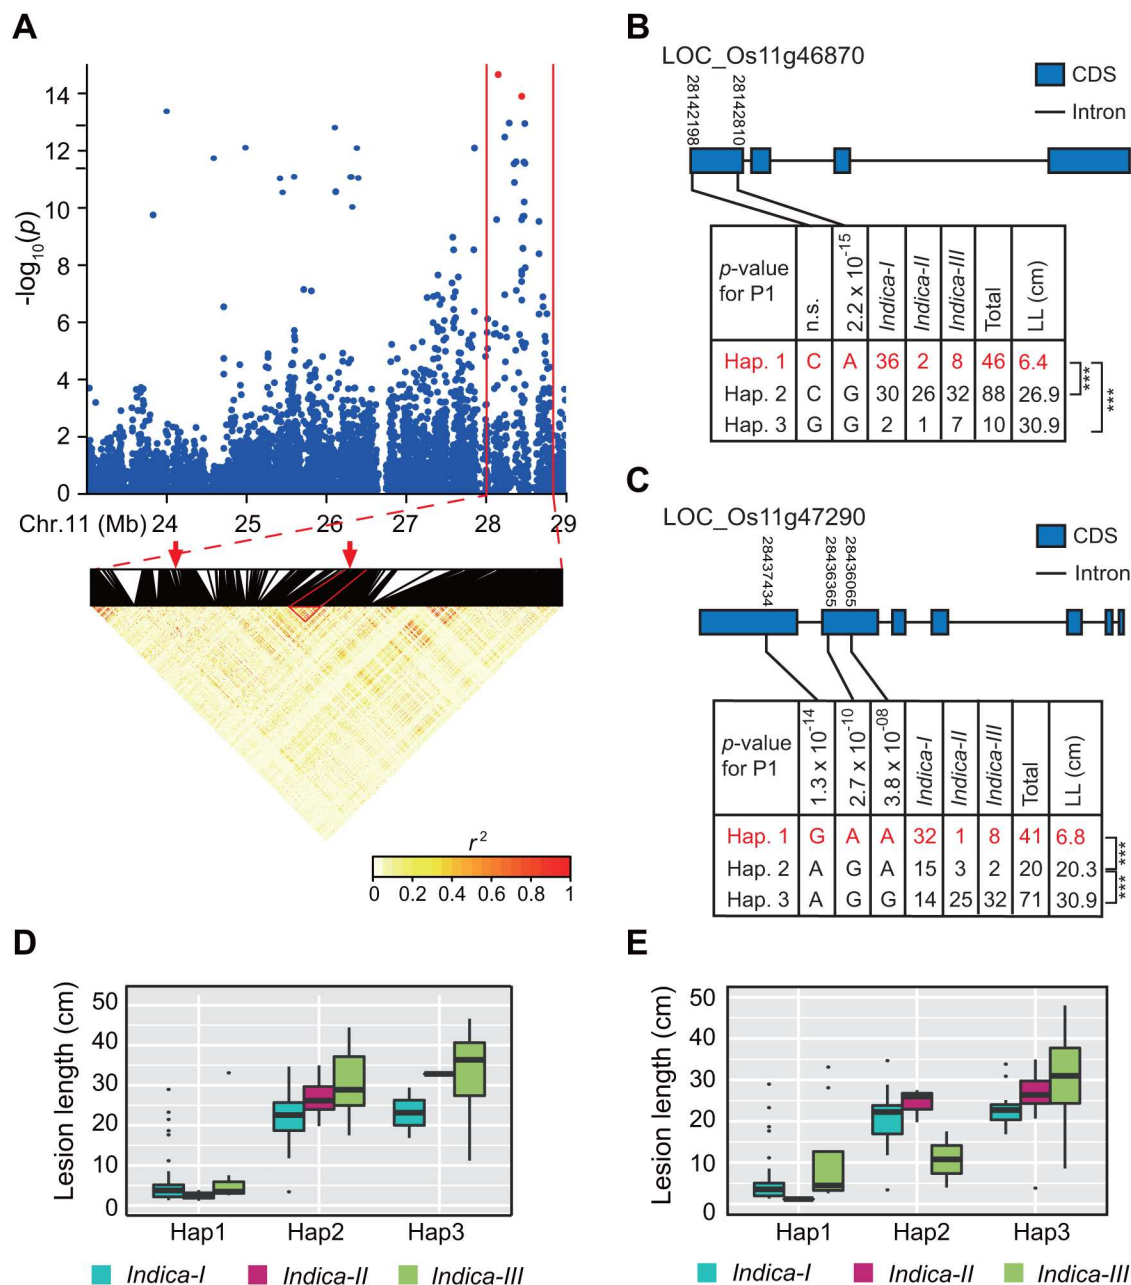 A
-log10(p)
14
12
10
8
6
4
2
0
Chr.11 (Mb) 24 25 26 27 28 29
r²
0 0.2 0.4 0.6 0.8 1
B
LOC_Os11g46870
28142198
28142810
CDS
Intron
p-value for P1 n.s. 2.2 x 10⁻¹⁵ Indica-I Indica-II Indica-III Total LL (cm)
Hap. 1 C A 36 2 8 46 6.4
Hap. 2 C G 30 26 32 88 26.9
Hap. 3 G G 2 1 7 10 30.9
***
***
C
LOC_Os11g47290
28437434
28436365
28436065
CDS
Intron
p-value for P1 1.3 x 10⁻¹⁴ 2.7 x 10⁻¹⁰ 3.8 x 10⁻⁰⁸ Indica-I Indica-II Indica-III Total LL (cm)
Hap. 1 G A A 32 1 8 41 6.8
Hap. 2 A G A 15 3 2 20 20.3
Hap. 3 A G G 14 25 32 71 30.9
***
***
D
Lesion length (cm)
50
40
30
20
10
0
Hap1 Hap2 Hap3
Indica-I Indica-II Indica-III
E
Lesion length (cm)
50
40
30
20
10
0
Hap1 Hap2 Hap3
Indica-I Indica-II Indica-III